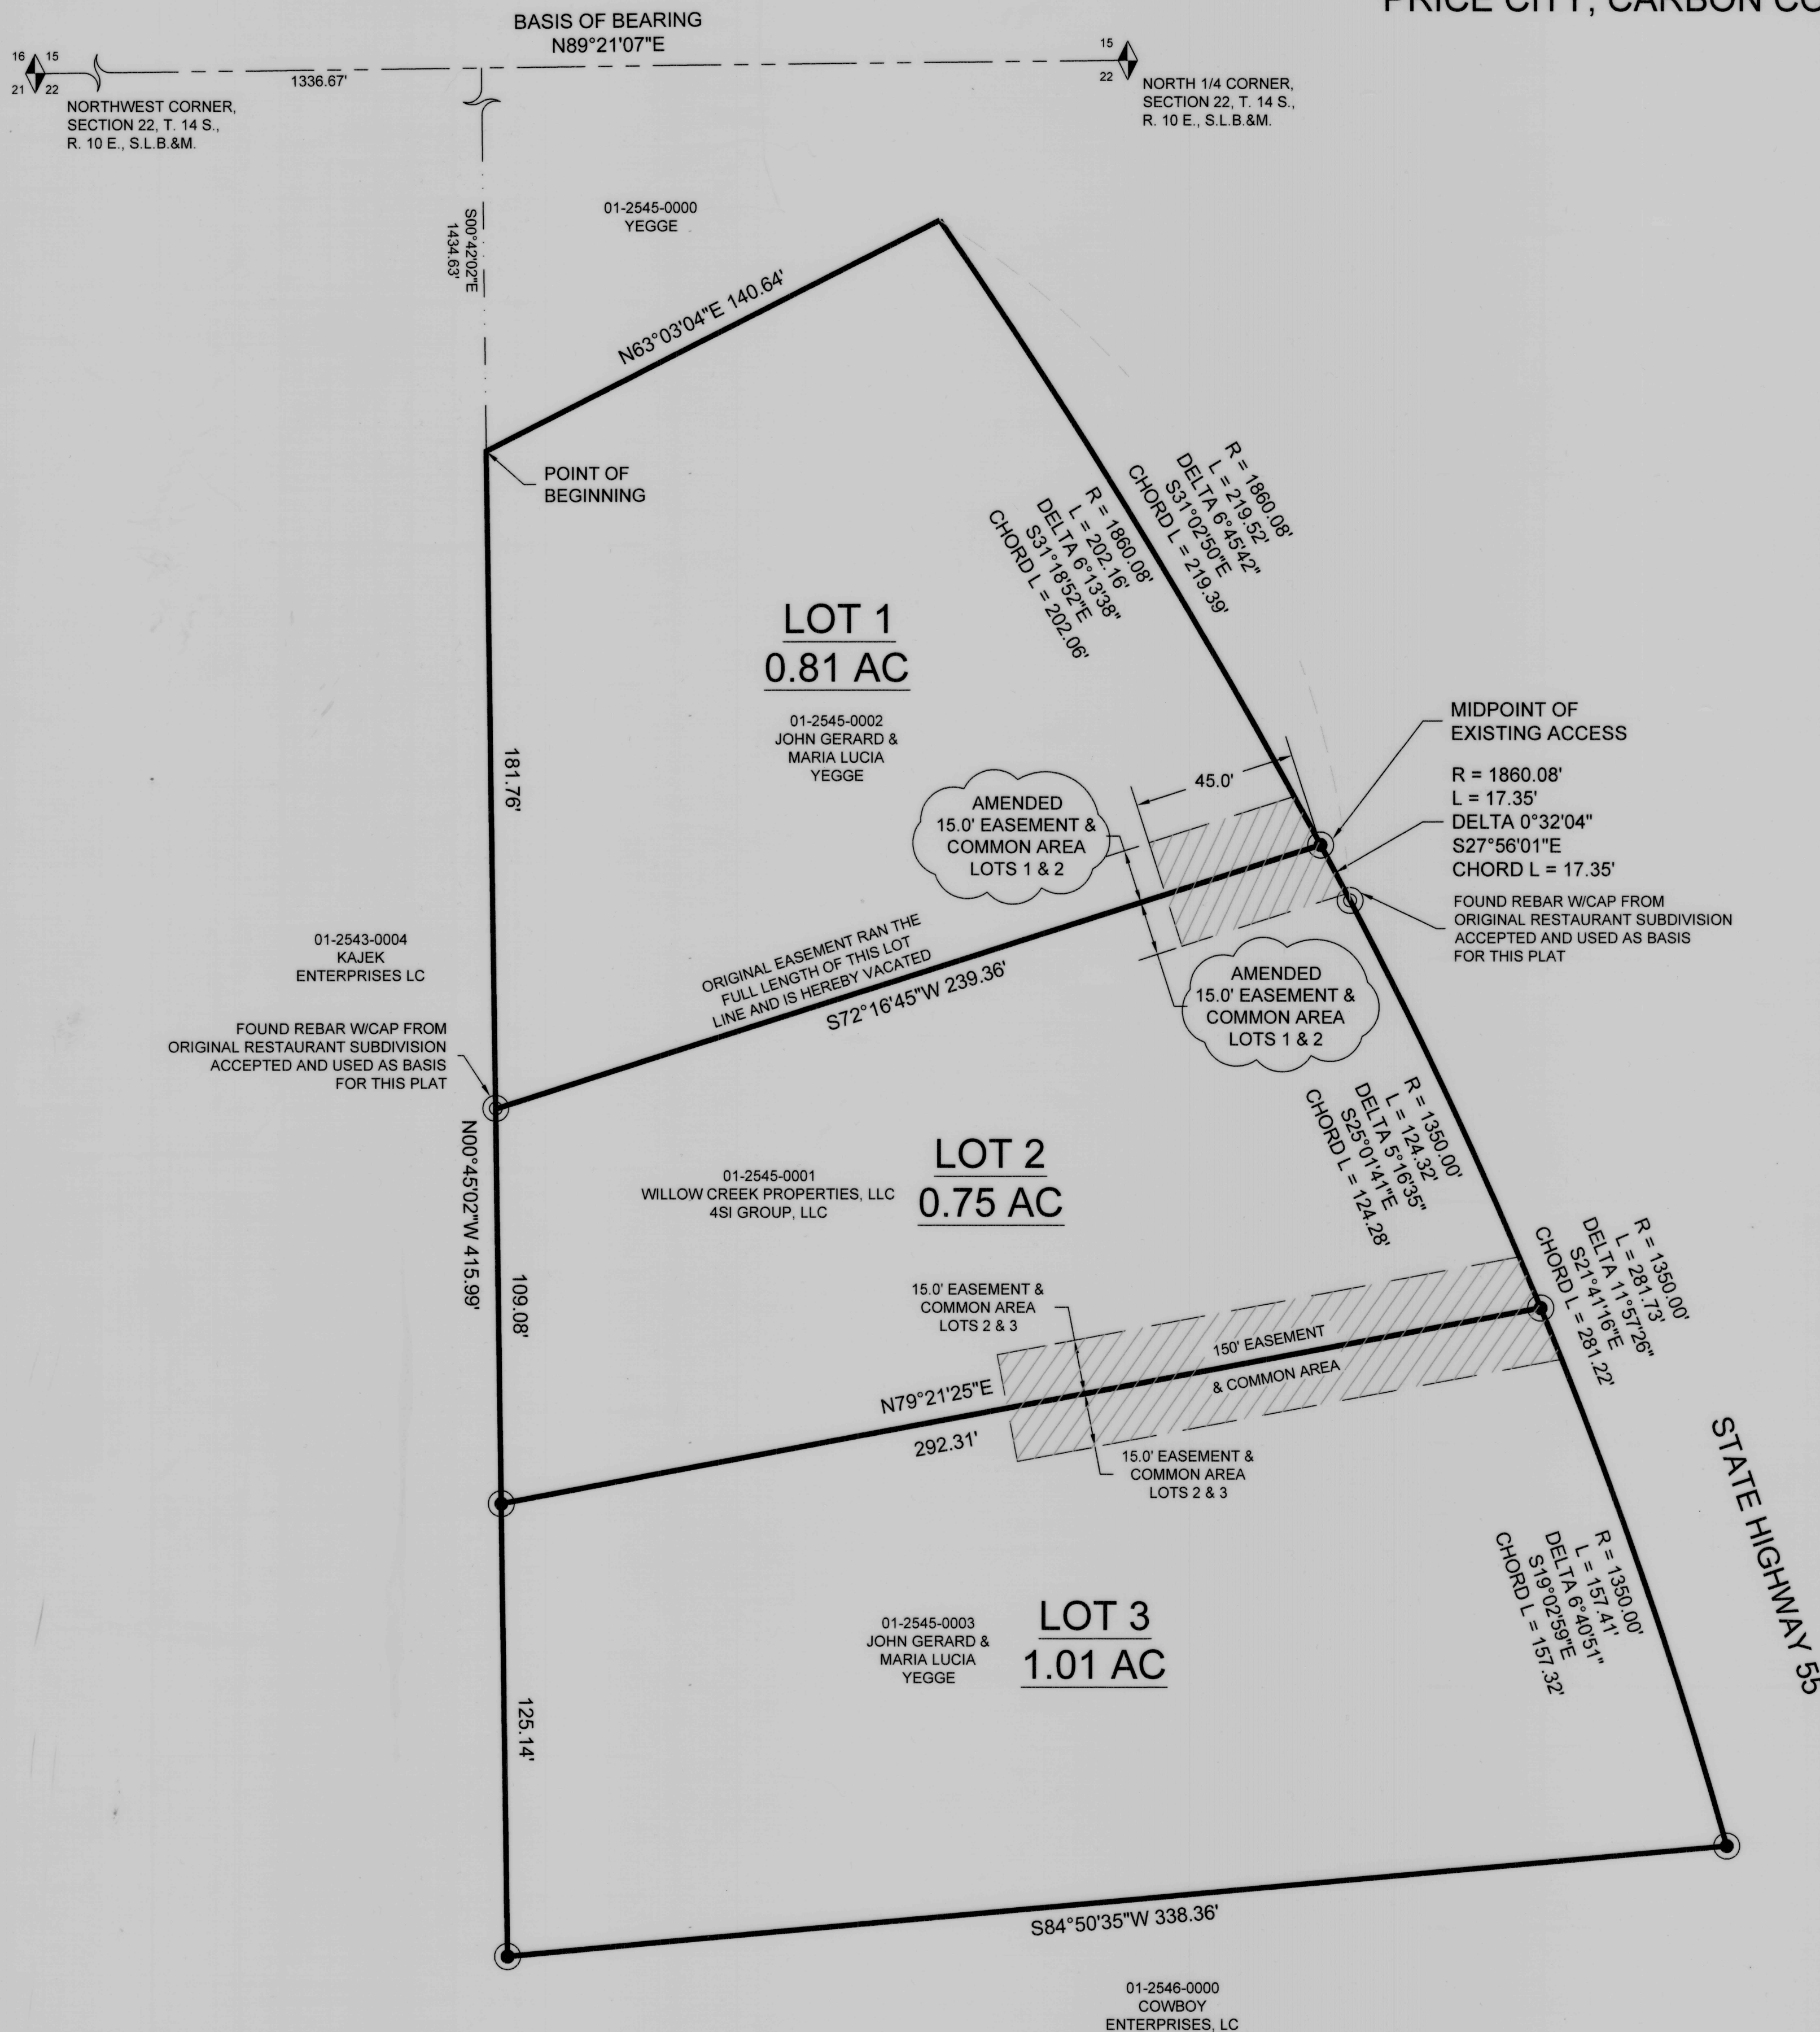 PRICE CITY, CARBON CO
BASIS OF BEARING
N89°21'07"E
16 15
21 22
1336.67'
NORTHWEST CORNER,
SECTION 22, T. 14 S.,
R. 10 E., S.L.B.&M.
15
22
NORTH 1/4 CORNER,
SECTION 22, T. 14 S.,
R. 10 E., S.L.B.&M.
S00°42'02"E
1434.63'
01-2545-0000
YEGGE
N63°03'04"E 140.64'
POINT OF
BEGINNING
R = 1860.08'
L = 219.52'
DELTA 6°45'42"
S31°02'50"E
CHORD L = 219.39'
R = 1860.08'
L = 202.16'
DELTA 6°13'38"
S31°18'52"E
CHORD L = 202.06'
LOT 1
0.81 AC
01-2545-0002
JOHN GERARD &
MARIA LUCIA
YEGGE
181.76'
MIDPOINT OF
EXISTING ACCESS
R = 1860.08'
L = 17.35'
DELTA 0°32'04"
S27°56'01"E
CHORD L = 17.35'
FOUND REBAR W/CAP FROM
ORIGINAL RESTAURANT SUBDIVISION
ACCEPTED AND USED AS BASIS
FOR THIS PLAT
45.0'
AMENDED
15.0' EASEMENT &
COMMON AREA
LOTS 1 & 2
AMENDED
15.0' EASEMENT &
COMMON AREA
LOTS 1 & 2
ORIGINAL EASEMENT RAN THE
FULL LENGTH OF THIS LOT
LINE AND IS HEREBY VACATED
S72°16'45"W 239.36'
01-2543-0004
KAJEK
ENTERPRISES LC
FOUND REBAR W/CAP FROM
ORIGINAL RESTAURANT SUBDIVISION
ACCEPTED AND USED AS BASIS
FOR THIS PLAT
N00°45'02"W 415.99'
109.08'
R = 1350.00'
L = 124.32'
DELTA 5°16'35"
S25°01'41"E
CHORD L = 124.28'
LOT 2
0.75 AC
01-2545-0001
WILLOW CREEK PROPERTIES, LLC
4SI GROUP, LLC
R = 1350.00'
L = 281.73'
DELTA 11°57'26"
S21°41'16"E
CHORD L = 281.22'
15.0' EASEMENT &
COMMON AREA
LOTS 2 & 3
150' EASEMENT
& COMMON AREA
N79°21'25"E
292.31'
15.0' EASEMENT &
COMMON AREA
LOTS 2 & 3
STATE HIGHWAY 55
R = 1350.00'
L = 157.41'
DELTA 6°40'51"
S19°02'59"E
CHORD L = 157.32'
LOT 3
1.01 AC
01-2545-0003
JOHN GERARD &
MARIA LUCIA
YEGGE
125.14'
S84°50'35"W 338.36'
01-2546-0000
COWBOY
ENTERPRISES, LC